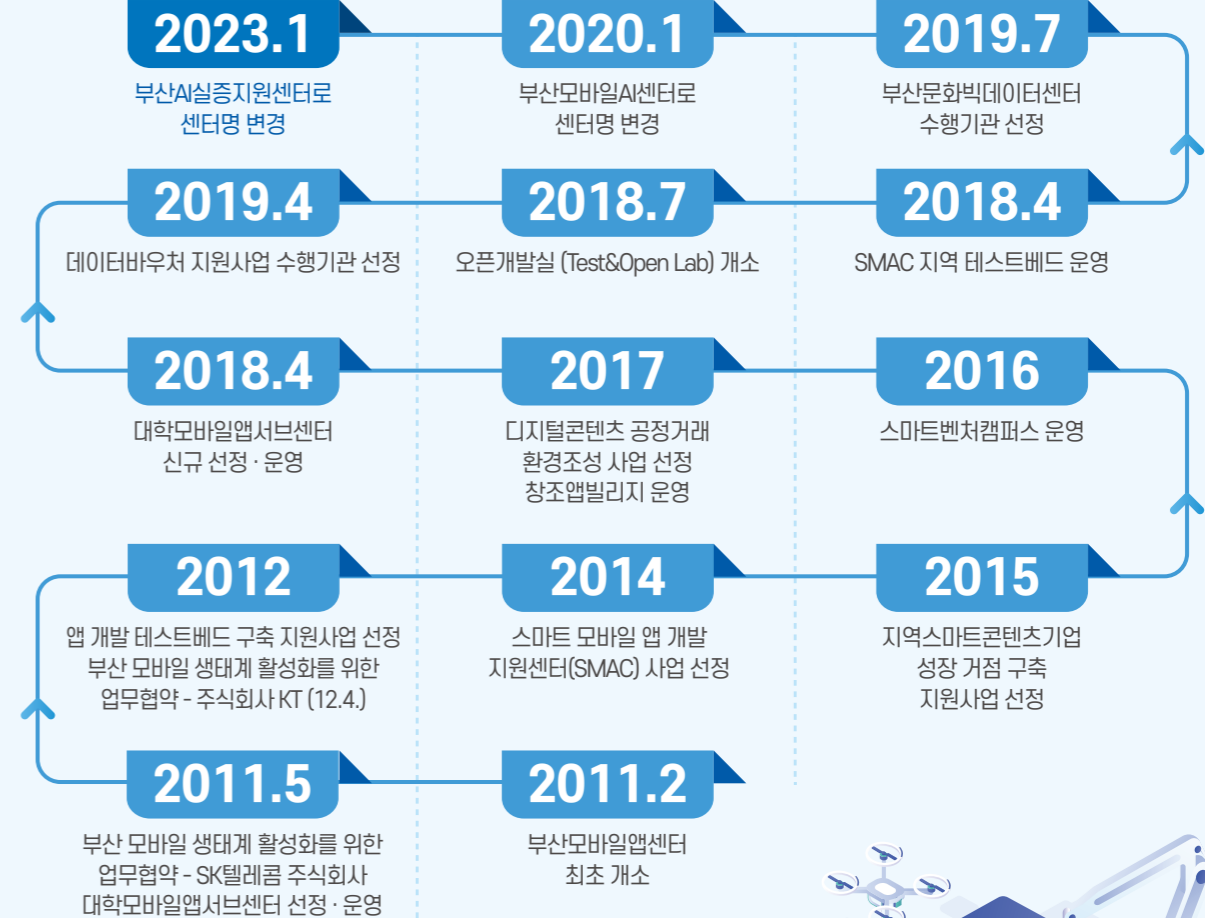 2023.1
부산AI실증지원센터로
센터명 변경
2020.1
부산모바일AI센터로
센터명 변경
2019.7
부산문화빅데이터센터
수행기관 선정
2019.4
데이터바우처 지원사업 수행기관 선정
2018.7
오픈개발실 (Test&Open Lab) 개소
2018.4
SMAC 지역 테스트베드 운영
2018.4
대학모바일앱서브센터
신규 선정 · 운영
2017
디지털콘텐츠 공정거래
환경조성 사업 선정
창조앱빌리지 운영
2016
스마트벤처캠퍼스 운영
2012
앱 개발 테스트베드 구축 지원사업 선정
부산 모바일 생태계 활성화를 위한
업무협약 - 주식회사 KT (12.4.)
2014
스마트 모바일 앱 개발
지원센터(SMAC) 사업 선정
2015
지역스마트콘텐츠기업
성장 거점 구축
지원사업 선정
2011.5
부산 모바일 생태계 활성화를 위한
업무협약 - SK텔레콤 주식회사
대학모바일앱서브센터 선정 · 운영
2011.2
부산모바일앱센터
최초 개소